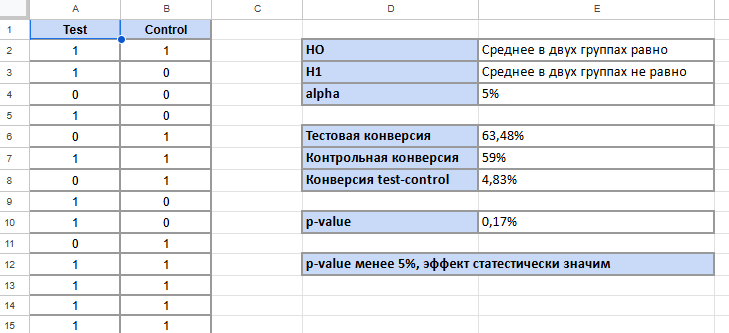 A B C D E
1 Test Control
2 1 1 HO Среднее в двух группах равно
3 1 0 H1 Среднее в двух группах не равно
4 0 0 alpha 5%
5 1 0
6 0 1 Тестовая конверсия 63,48%
7 1 1 Контрольная конверсия 59%
8 0 1 Конверсия test-control 4,83%
9 1 0
10 1 0 p-value 0,17%
11 0 1
12 1 1 p-value менее 5%, эффект статестически значим
13 1 1
14 1 1
15 1 1